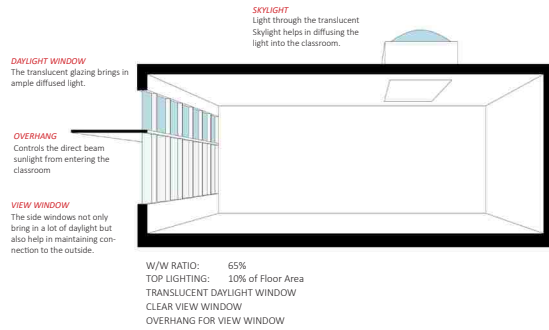 SKYLIGHT
Light through the translucent
Skylight helps in diffusing the
light into the classroom.
DAYLIGHT WINDOW
The translucent glazing brings in
ample diffused light.
OVERHANG
Controls the direct beam
sunlight from entering the
classroom
VIEW WINDOW
The side windows not only
bring in a lot of daylight but
also help in maintaining con-
nection to the outside.
W/W RATIO: 65%
TOP LIGHTING: 10% of Floor Area
TRANSLUCENT DAYLIGHT WINDOW
CLEAR VIEW WINDOW
OVERHANG FOR VIEW WINDOW